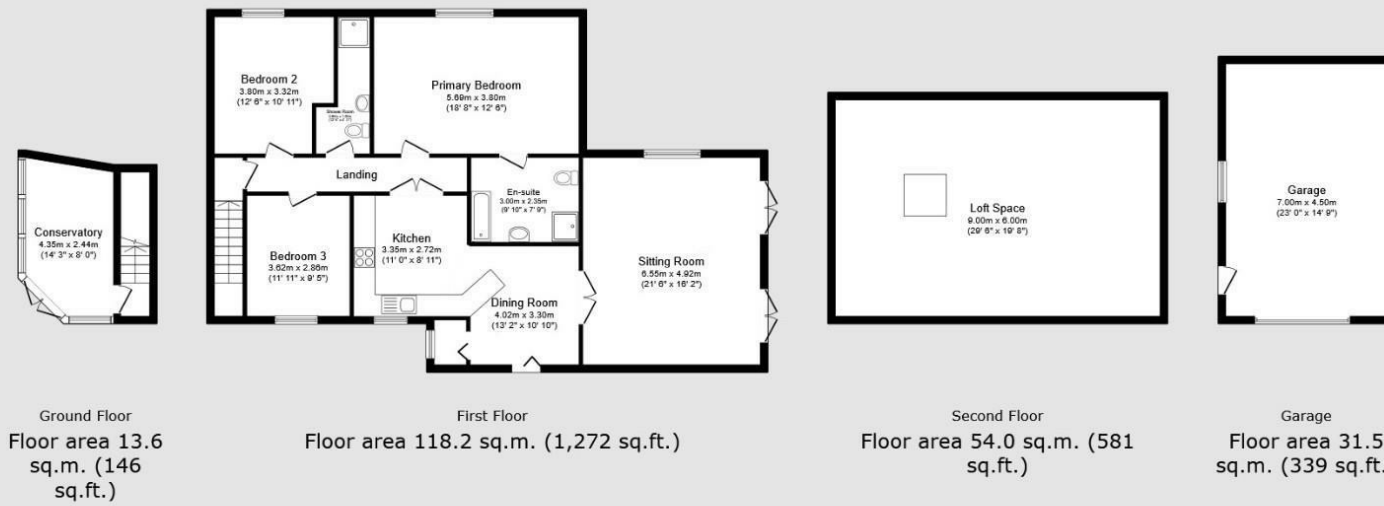 Bedroom 2
3.80m x 3.32m
(12' 6" x 10' 11")
Primary Bedroom
5.69m x 3.80m
(18' 8" x 12' 6")
Shower Room
Landing
En-suite
3.00m x 2.35m
(9' 10" x 7' 9")
Conservatory
4.35m x 2.44m
(14' 3" x 8' 0")
Bedroom 3
3.62m x 2.86m
(11' 11" x 9' 5")
Kitchen
3.35m x 2.72m
(11' 0" x 8' 11")
Dining Room
4.02m x 3.30m
(13' 2" x 10' 10")
Sitting Room
6.55m x 4.92m
(21' 6" x 16' 2")
Loft Space
9.00m x 6.00m
(29' 6" x 19' 8")
Garage
7.00m x 4.50m
(23' 0" x 14' 9")
Ground Floor
Floor area 13.6
sq.m. (146
sq.ft.)
First Floor
Floor area 118.2 sq.m. (1,272 sq.ft.)
Second Floor
Floor area 54.0 sq.m. (581
sq.ft.)
Garage
Floor area 31.5
sq.m. (339 sq.ft.